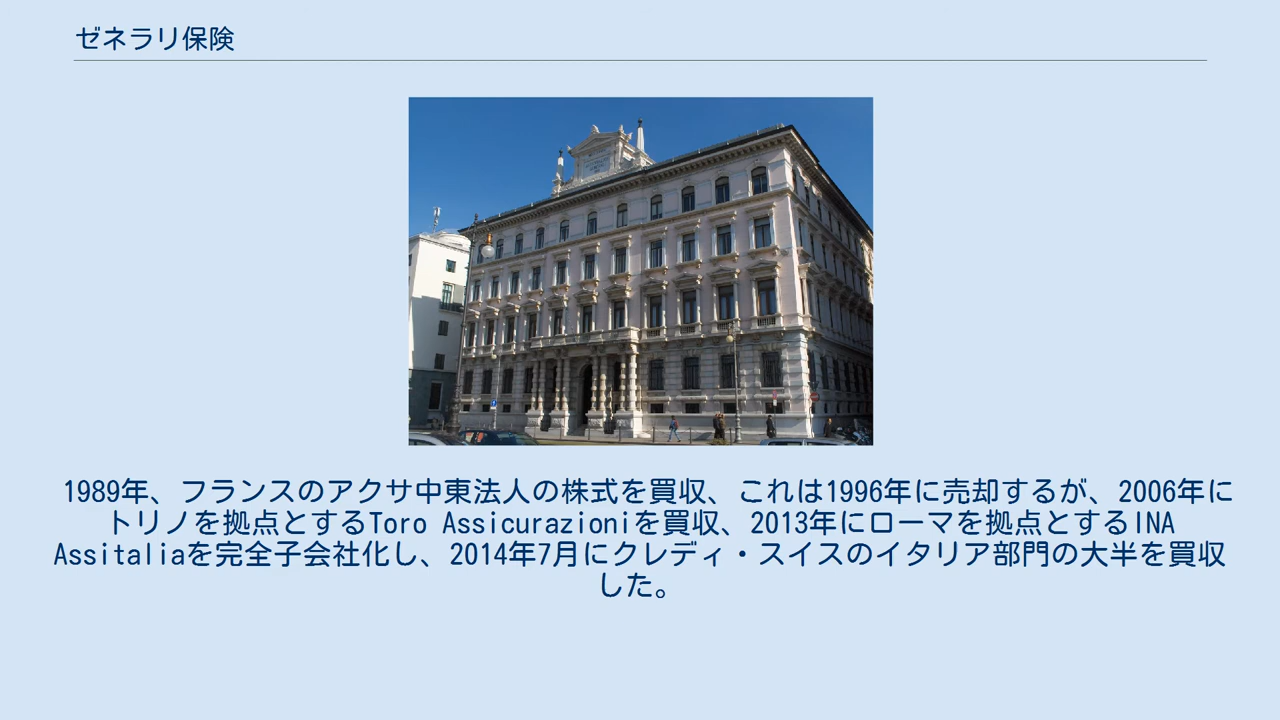 ゼネラリ保険
1989年、フランスのアクサ中東法人の株式を買収、これは1996年に売却するが、2006年に
トリノを拠点とするToro Assicurazioniを買収、2013年にローマを拠点とするINA
Assitaliaを完全子会社化し、2014年7月にクレディ・スイスのイタリア部門の大半を買収
した。